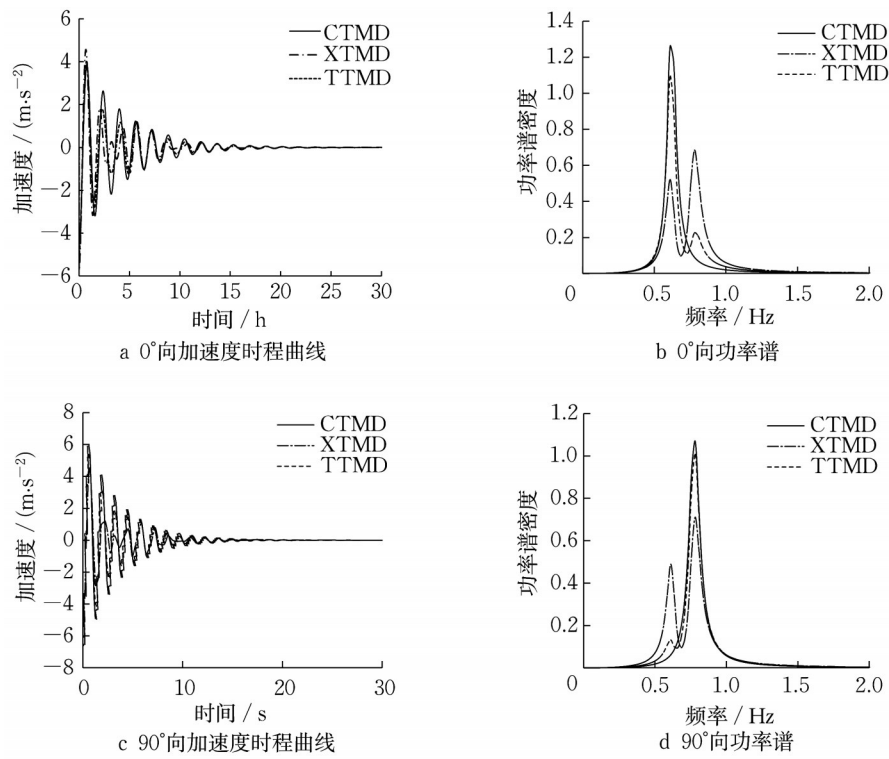 加速度 / (m·s⁻²)
6
4
2
0
−2
−4
−6
0
5
10
15
20
25
30
时间 / h
CTMD
XTMD
TTMD
a 0°向加速度时程曲线
功率谱密度
1.4
1.2
1.0
0.8
0.6
0.4
0.2
0
0.5
1.0
1.5
2.0
频率 / Hz
CTMD
XTMD
TTMD
b 0°向功率谱
加速度 / (m·s⁻²)
8
6
4
2
0
−2
−4
−6
−8
0
10
20
30
时间 / s
CTMD
XTMD
TTMD
c 90°向加速度时程曲线
功率谱密度
1.2
1.0
0.8
0.6
0.4
0.2
0
0.5
1.0
1.5
2.0
频率 / Hz
CTMD
XTMD
TTMD
d 90°向功率谱